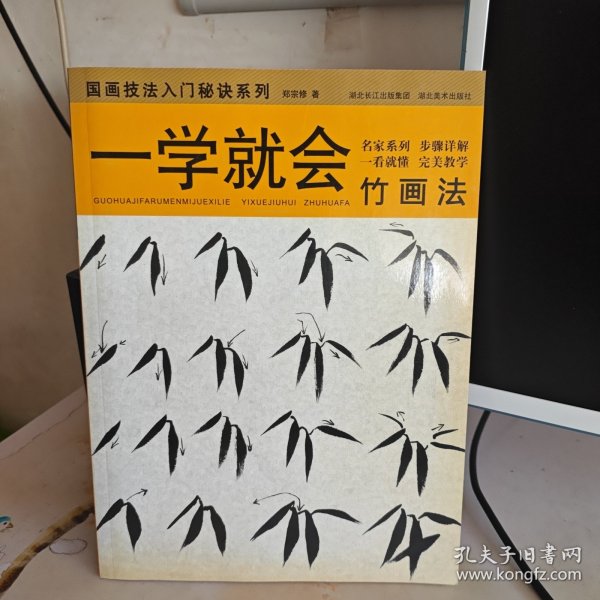 国画技法入门秘诀系列 郑宗修 著 湖北长江出版集团 湖北美术出版社
一学就会
名家系列 步骤详解
一看就懂 完美教学
GUOHUAJIFARUMENMIJUEXILIE YIXUEJIUHUI ZHUHUAFA
竹画法
孔夫子旧书网
www.kongfz.com